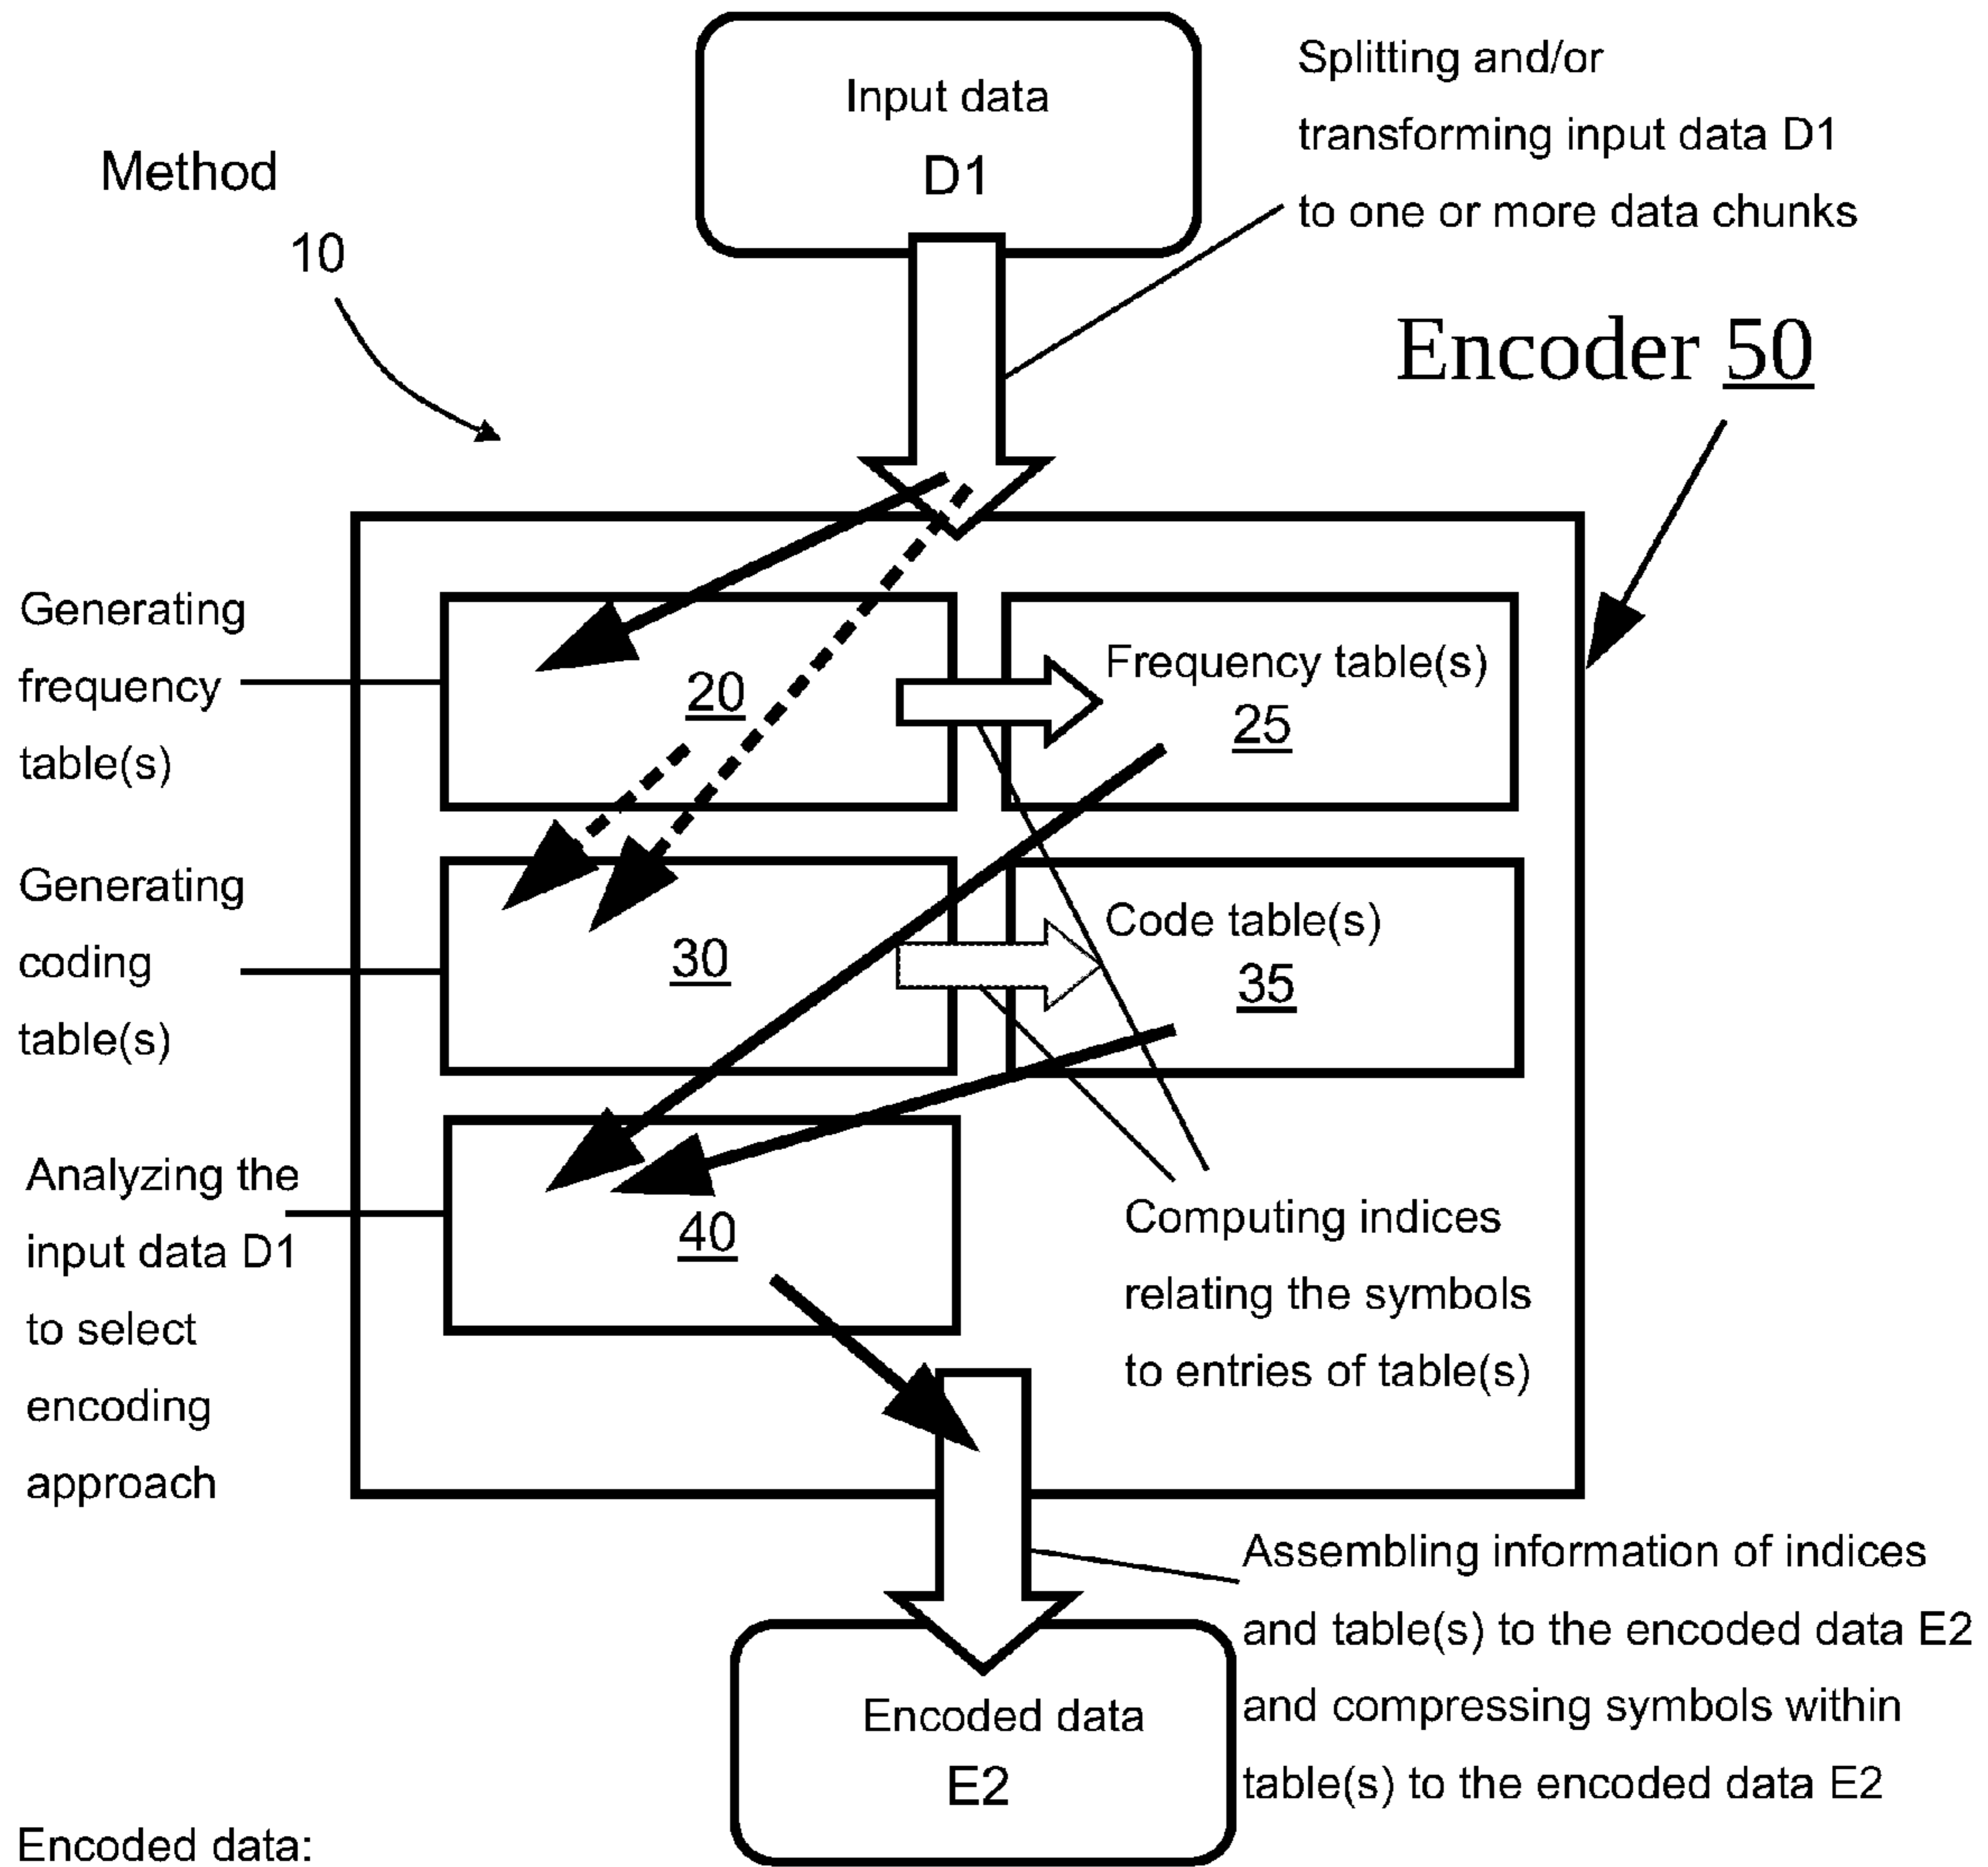 Input data
D1
Splitting and/or
transforming input data D1
to one or more data chunks
Method
10
Encoder 50
Generating
frequency
table(s)
20
Frequency table(s)
25
Generating
coding
table(s)
30
Code table(s)
35
Analyzing the
input data D1
to select
encoding
approach
40
Computing indices
relating the symbols
to entries of table(s)
Assembling information of indices
and table(s) to the encoded data E2
and compressing symbols within
table(s) to the encoded data E2
Encoded data
E2
Encoded data: